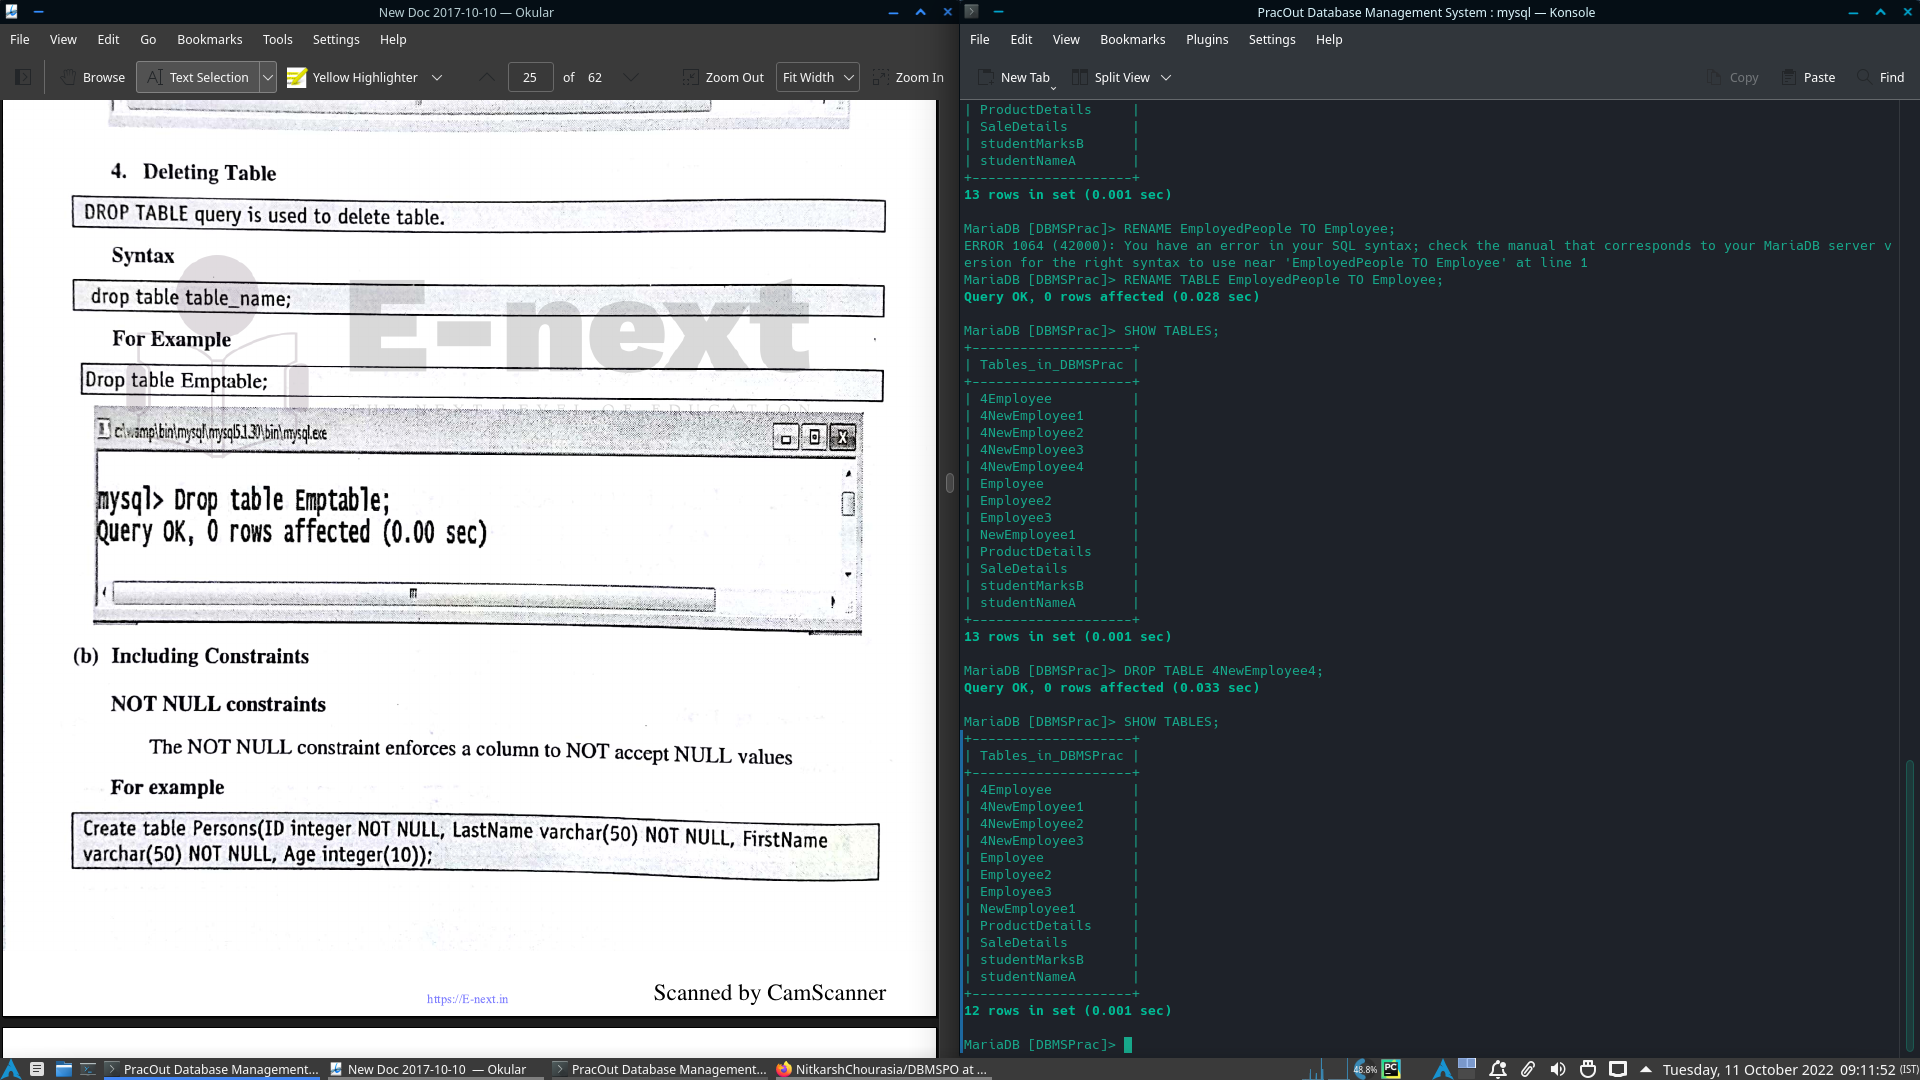 New Doc 2017-10-10 — Okular
File View Edit Go Bookmarks Tools Settings Help
Browse Text Selection Yellow Highlighter 25 of 62 Zoom Out Fit Width Zoom In
4. Deleting Table
DROP TABLE query is used to delete table.
Syntax
drop table table_name;
For Example
Drop table Emptable;
E-next
THE NEXT LEVEL OF EDUCATION
c:\wamp\bin\mysql\mysql5.1.30\bin\mysql.exe
mysql> Drop table Emptable;
Query OK, 0 rows affected (0.00 sec)
(b) Including Constraints
NOT NULL constraints
The NOT NULL constraint enforces a column to NOT accept NULL values
For example
Create table Persons(ID integer NOT NULL, LastName varchar(50) NOT NULL, FirstName
varchar(50) NOT NULL, Age integer(10));
https://E-next.in
Scanned by CamScanner
PracOut Database Management System : mysql — Konsole
File Edit View Bookmarks Plugins Settings Help
New Tab Split View Copy Paste Find
| ProductDetails |
| SaleDetails |
| studentMarksB |
| studentNameA |
+--------------------+
13 rows in set (0.001 sec)
MariaDB [DBMSPrac]> RENAME EmployedPeople TO Employee;
ERROR 1064 (42000): You have an error in your SQL syntax; check the manual that corresponds to your MariaDB server v
ersion for the right syntax to use near 'EmployedPeople TO Employee' at line 1
MariaDB [DBMSPrac]> RENAME TABLE EmployedPeople TO Employee;
Query OK, 0 rows affected (0.028 sec)
MariaDB [DBMSPrac]> SHOW TABLES;
+--------------------+
| Tables_in_DBMSPrac |
+--------------------+
| 4Employee |
| 4NewEmployee1 |
| 4NewEmployee2 |
| 4NewEmployee3 |
| 4NewEmployee4 |
| Employee |
| Employee2 |
| Employee3 |
| NewEmployee1 |
| ProductDetails |
| SaleDetails |
| studentMarksB |
| studentNameA |
+--------------------+
13 rows in set (0.001 sec)
MariaDB [DBMSPrac]> DROP TABLE 4NewEmployee4;
Query OK, 0 rows affected (0.033 sec)
MariaDB [DBMSPrac]> SHOW TABLES;
+--------------------+
| Tables_in_DBMSPrac |
+--------------------+
| 4Employee |
| 4NewEmployee1 |
| 4NewEmployee2 |
| 4NewEmployee3 |
| Employee |
| Employee2 |
| Employee3 |
| NewEmployee1 |
| ProductDetails |
| SaleDetails |
| studentMarksB |
| studentNameA |
+--------------------+
12 rows in set (0.001 sec)
MariaDB [DBMSPrac]>
PracOut Database Management... New Doc 2017-10-10 — Okular PracOut Database Management... NitkarshChourasia/DBMSPO at ... 48.8% PC Tuesday, 11 October 2022 09:11:52 (IST)